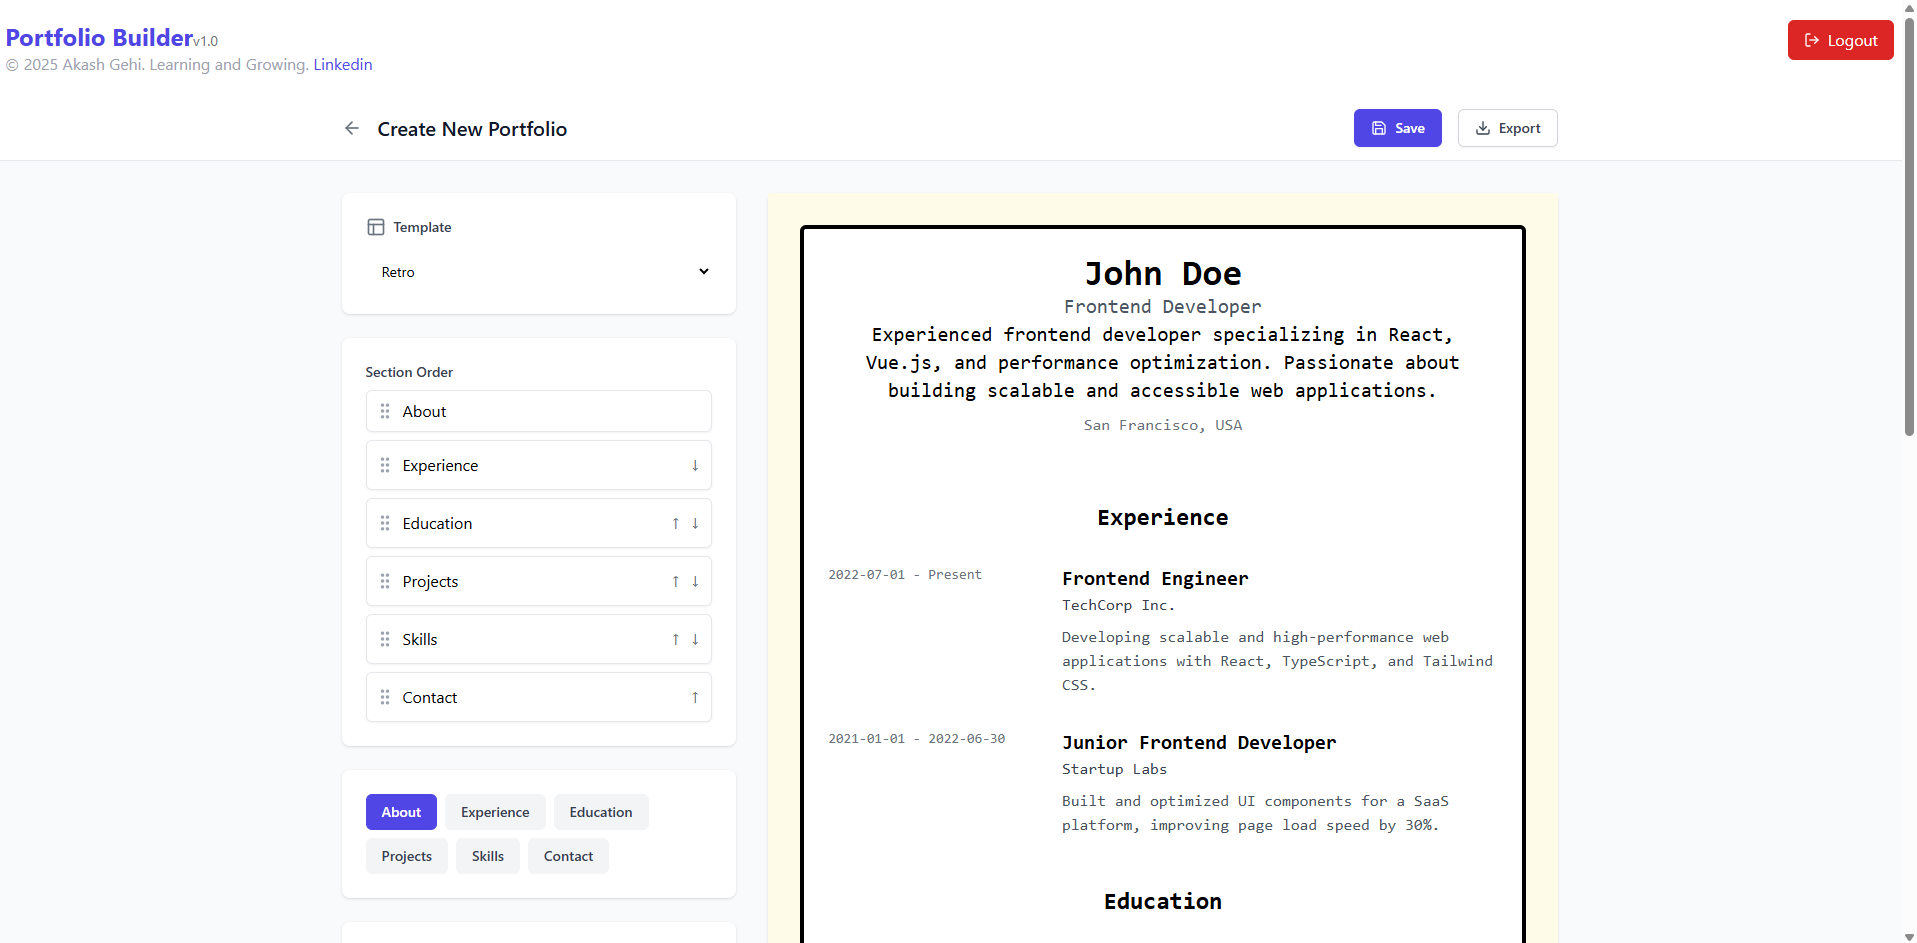 Portfolio Builder v1.0
Logout
© 2025 Akash Gehi. Learning and Growing. Linkedin
← Create New Portfolio
Save
Export
Template
Retro
Section Order
About
Experience ↓
Education ↑ ↓
Projects ↑ ↓
Skills ↑ ↓
Contact ↑
About Experience Education
Projects Skills Contact
John Doe
Frontend Developer
Experienced frontend developer specializing in React,
Vue.js, and performance optimization. Passionate about
building scalable and accessible web applications.
San Francisco, USA
Experience
2022-07-01 - Present
Frontend Engineer
TechCorp Inc.
Developing scalable and high-performance web
applications with React, TypeScript, and Tailwind
CSS.
2021-01-01 - 2022-06-30
Junior Frontend Developer
Startup Labs
Built and optimized UI components for a SaaS
platform, improving page load speed by 30%.
Education